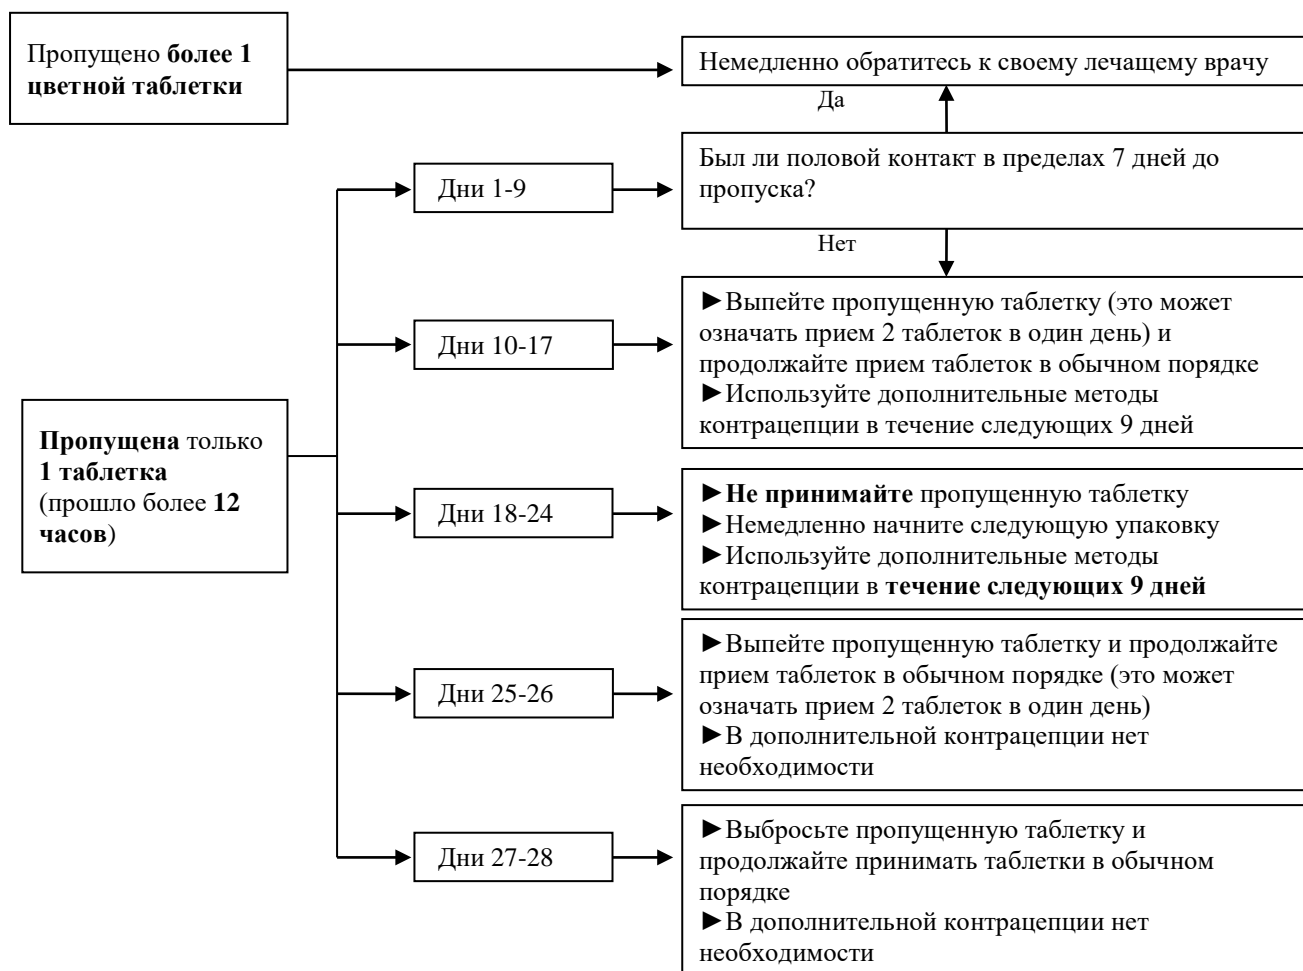 Пропущено более 1
цветной таблетки
Немедленно обратитесь к своему лечащему врачу
Да
Дни 1-9
Был ли половой контакт в пределах 7 дней до
пропуска?
Нет
Дни 10-17
►Выпейте пропущенную таблетку (это может
означать прием 2 таблеток в один день) и
продолжайте прием таблеток в обычном порядке
►Используйте дополнительные методы
контрацепции в течение следующих 9 дней
Пропущена только
1 таблетка
(прошло более 12
часов)
Дни 18-24
►Не принимайте пропущенную таблетку
►Немедленно начните следующую упаковку
►Используйте дополнительные методы
контрацепции в течение следующих 9 дней
Дни 25-26
►Выпейте пропущенную таблетку и продолжайте
прием таблеток в обычном порядке (это может
означать прием 2 таблеток в один день)
►В дополнительной контрацепции нет
необходимости
Дни 27-28
►Выбросьте пропущенную таблетку и
продолжайте принимать таблетки в обычном
порядке
►В дополнительной контрацепции нет
необходимости